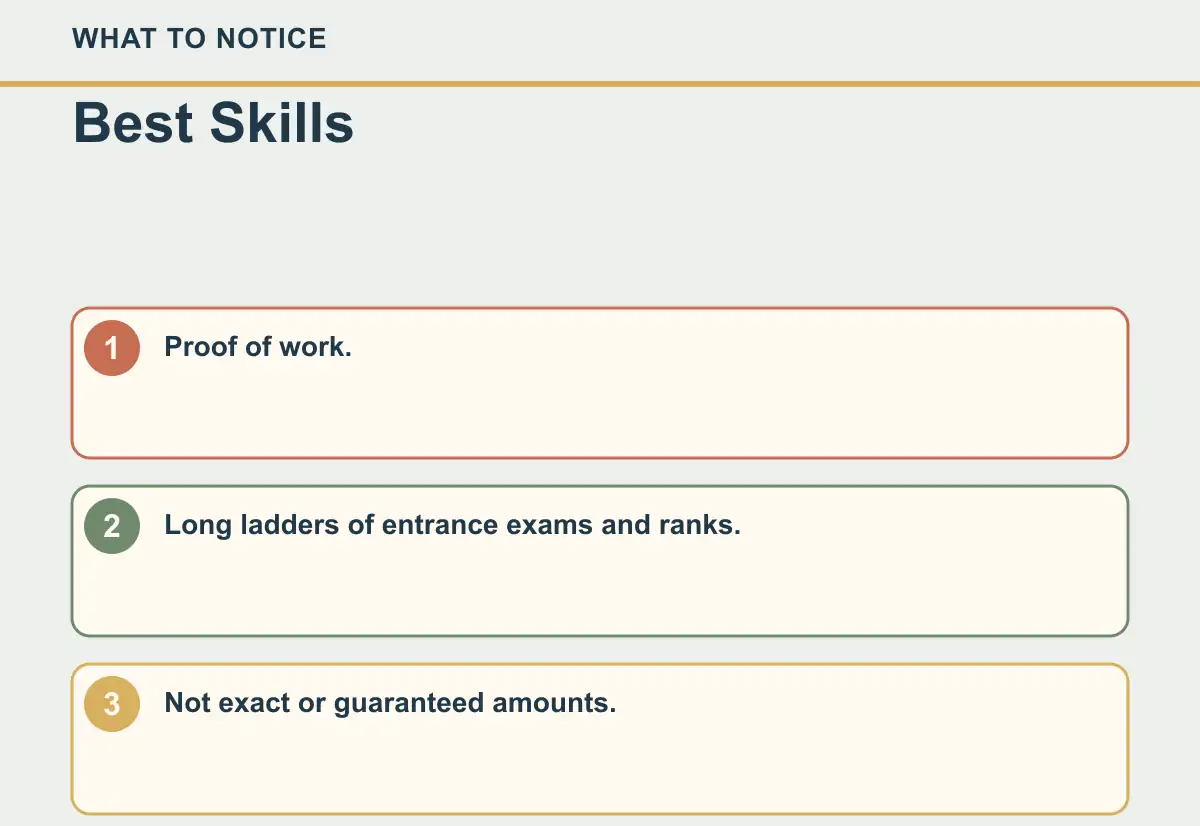 WHAT TO NOTICE
Best Skills
1 Proof of work.
2 Long ladders of entrance exams and ranks.
3 Not exact or guaranteed amounts.